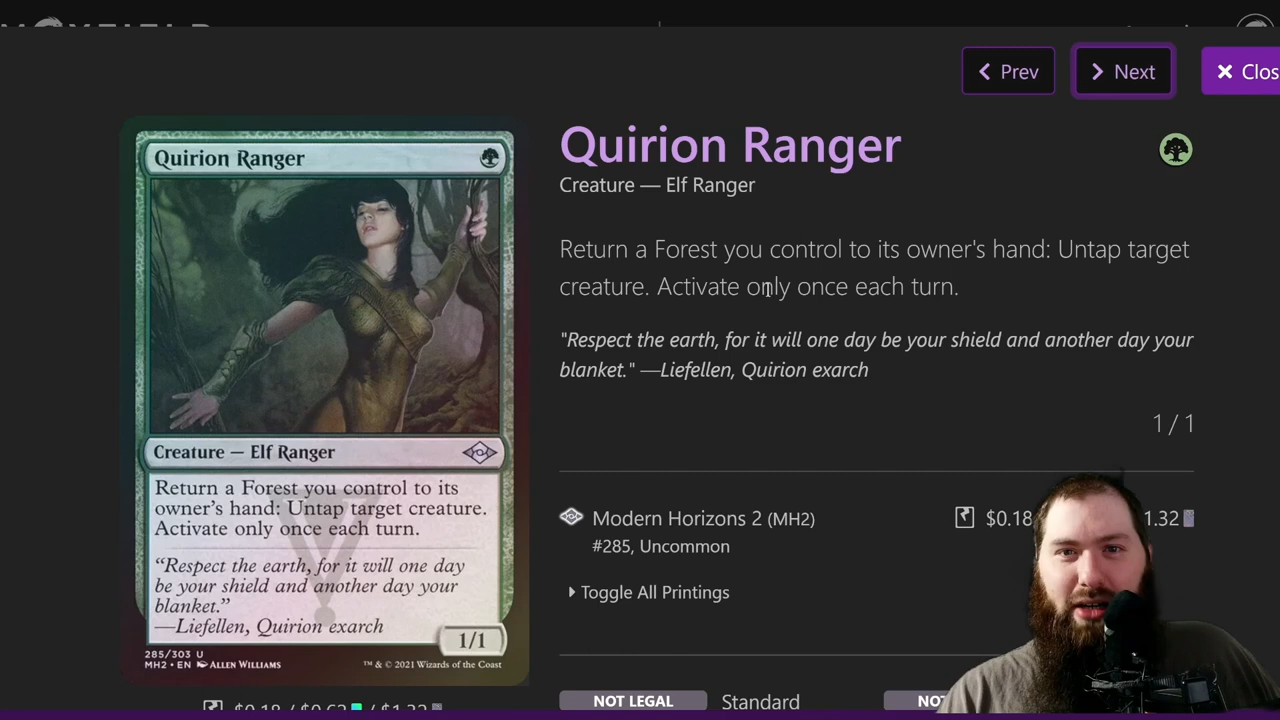 Prev
Next
Clos
Quirion Ranger
Quirion Ranger
Creature — Elf Ranger
Return a Forest you control to its owner's hand: Untap target
creature. Activate only once each turn.
"Respect the earth, for it will one day be your shield and another day your
blanket." —Liefellen, Quirion exarch
1 / 1
Creature — Elf Ranger
Return a Forest you control to its
owner's hand: Untap target creature.
Activate only once each turn.
“Respect the earth, for it will one day
be your shield and another day your
blanket.”
—Liefellen, Quirion exarch
1/1
285/303 U
MH2 • EN ALLEN WILLIAMS
™ & © 2021 Wizards of the Coast
Modern Horizons 2 (MH2)
$0.18
1.32
#285, Uncommon
Toggle All Printings
NOT LEGAL
Standard
NOT
$0.18 / $0.62 / $1.32